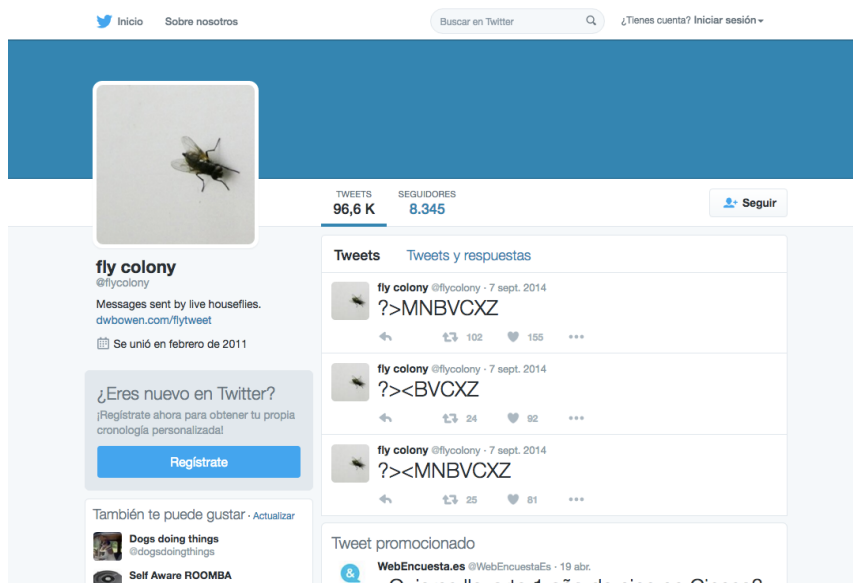 Inicio Sobre nosotros Buscar en Twitter ¿Tienes cuenta? Iniciar sesión
TWEETS SEGUIDORES
96,6 K 8.345 Seguir
fly colony
@flycolony
Messages sent by live houseflies.
dwbowen.com/flytweet
Se unió en febrero de 2011
¿Eres nuevo en Twitter?
¡Regístrate ahora para obtener tu propia
cronología personalizada!
Regístrate
También te puede gustar · Actualizar
Dogs doing things
@dogsdoingthings
Self Aware ROOMBA
Tweets Tweets y respuestas
fly colony @flycolony · 7 sept. 2014
?>MNBVCXZ
102 155
fly colony @flycolony · 7 sept. 2014
?><BVCXZ
24 92
fly colony @flycolony · 7 sept. 2014
?><MNBVCXZ
25 81
Tweet promocionado
WebEncuesta.es @WebEncuestaEs · 19 abr.